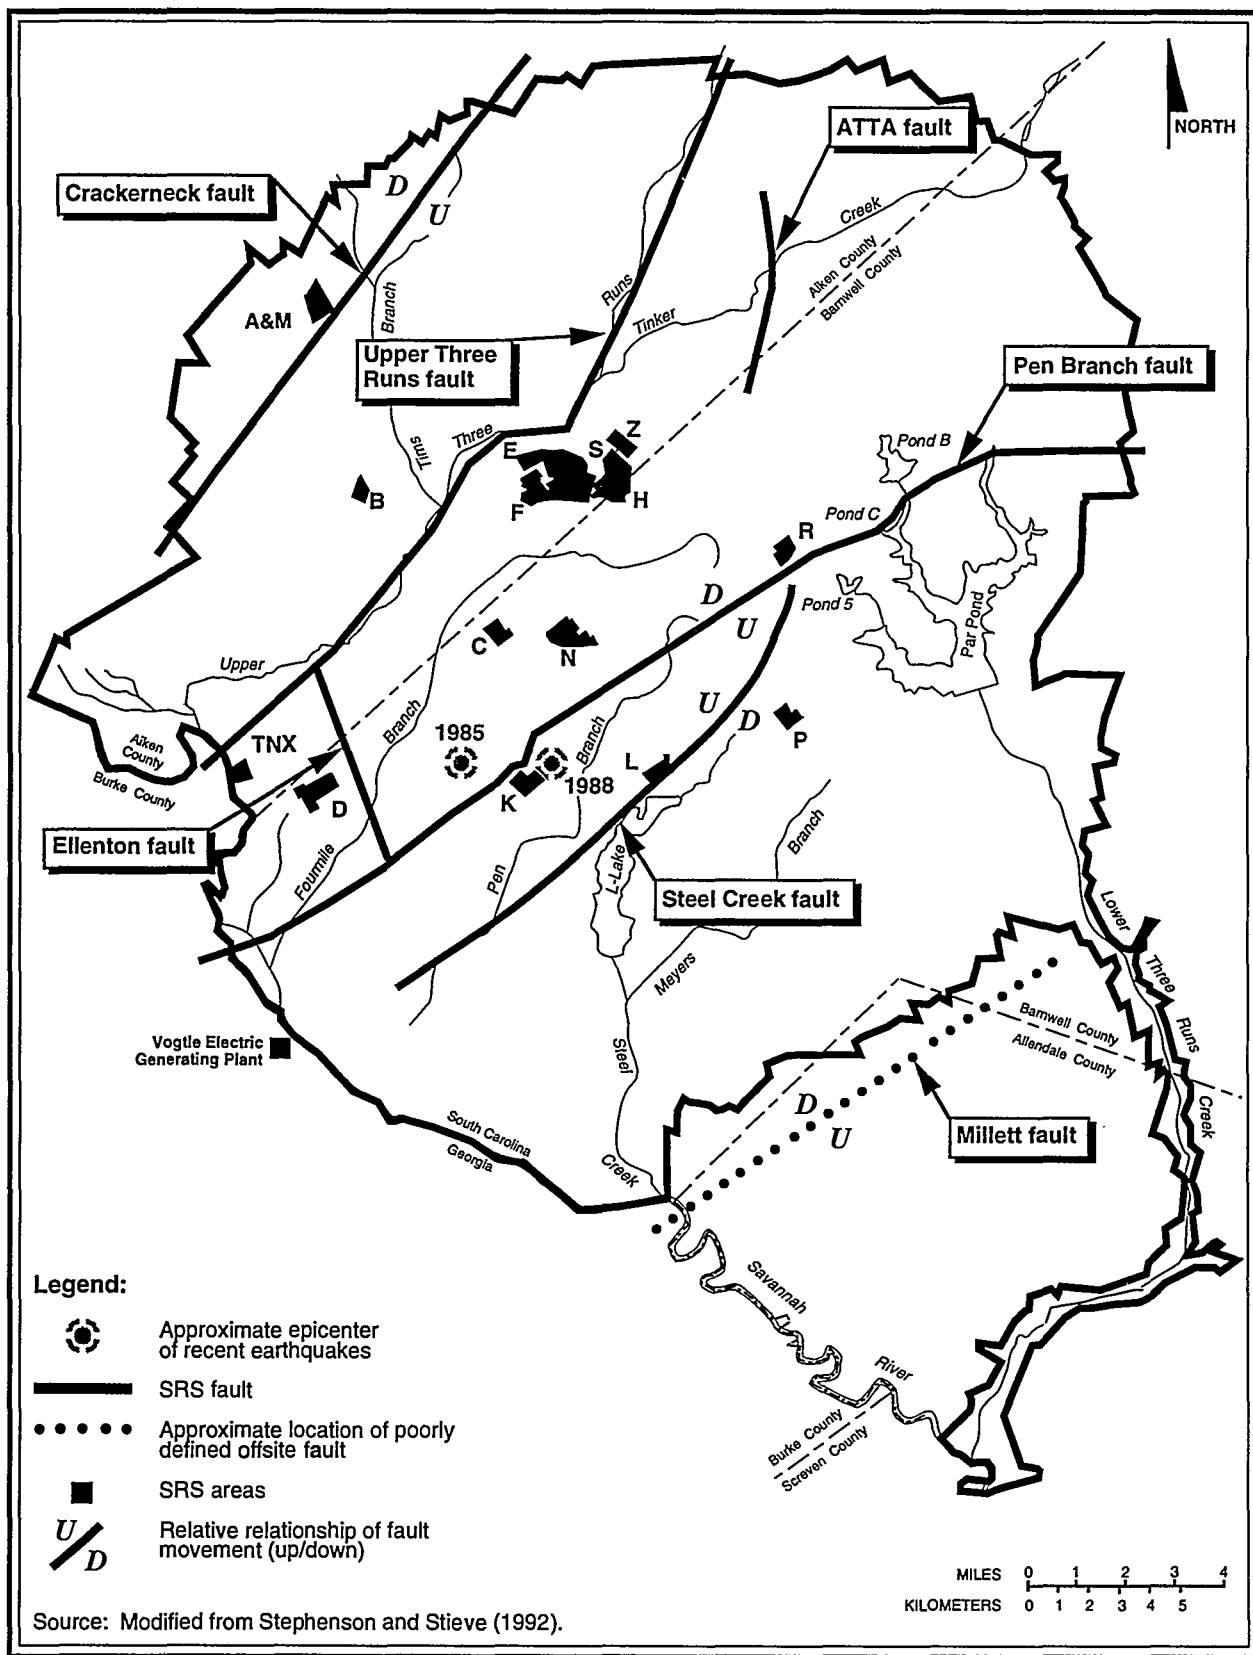 NORTH
ATTA fault
Crackerneck fault
D
U
Creek
Aiken County
Barnwell County
A&M
Branch
Runs
Tinker
Upper Three
Runs fault
Pen Branch fault
Tims
Three
E
S
Z
Pond B
B
F
H
Pond C
R
D
U
Pond 5
Par Pond
C
N
Upper
Branch
U
D
P
Aiken
County
Burke County
TNX
1985
Branch
L
1988
K
D
Ellenton fault
Fourmile
Pen
L-Lake
Branch
Steel Creek fault
Lower
Three
Runs
Creek
Meyers
Barnwell County
Allendale County
Vogtle Electric
Generating Plant
Steel
D
U
Millett fault
South Carolina
Georgia
Creek
Savannah
River
Burke County
Screven County
Legend:
Approximate epicenter
of recent earthquakes
SRS fault
Approximate location of poorly
defined offsite fault
SRS areas
U
D
Relative relationship of fault
movement (up/down)
MILES 0 1 2 3 4
KILOMETERS 0 1 2 3 4 5
Source: Modified from Stephenson and Stieve (1992).